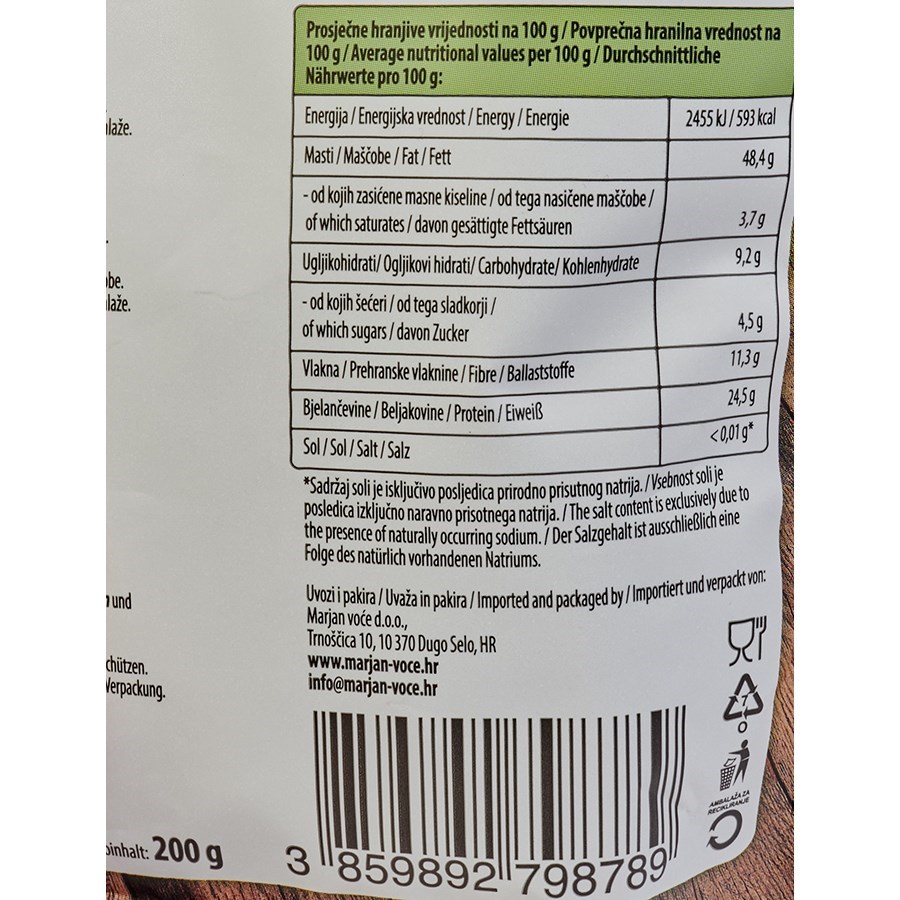 Prosječne hranjive vrijednosti na 100 g / Povprečna hranilna vrednost na
100 g / Average nutritional values per 100 g / Durchschnittliche
Nährwerte pro 100 g:
Energija / Energijska vrednost / Energy / Energie 2455 kJ / 593 kcal
Masti / Maščobe / Fat / Fett 48,4 g
- od kojih zasićene masne kiseline / od tega nasičene maščobe /
of which saturates / davon gesättigte Fettsäuren 3,7 g
Ugljikohidrati/ Ogljikovi hidrati/ Carbohydrate/ Kohlenhydrate 9,2 g
- od kojih šećeri / od tega sladkorji /
of which sugars / davon Zucker 4,5 g
Vlakna / Prehranske vlaknine / Fibre / Ballaststoffe 11,3 g
Bjelančevine / Beljakovine / Protein / Eiweiß 24,5 g
Sol / Sol / Salt / Salz <0,01 g*
*Sadržaj soli je isključivo posljedica prirodno prisutnog natrija. / Vsebnost soli je
posledica izključno naravno prisotnega natrija. / The salt content is exclusively due to
the presence of naturally occurring sodium. / Der Salzgehalt ist ausschließlich eine
Folge des natürlich vorhandenen Natriums.
Uvozi i pakira / Uvaža in pakira / Imported and packaged by / Importiert und verpackt von:
Marjan voće d.o.o.,
Trnoščica 10, 10 370 Dugo Selo, HR
www.marjan-voce.hr
info@marjan-voce.hr
7
O
AMBALAŽA ZA
RECIKLIRANJE
3 859892 798789
und
Verpackung.
200 g